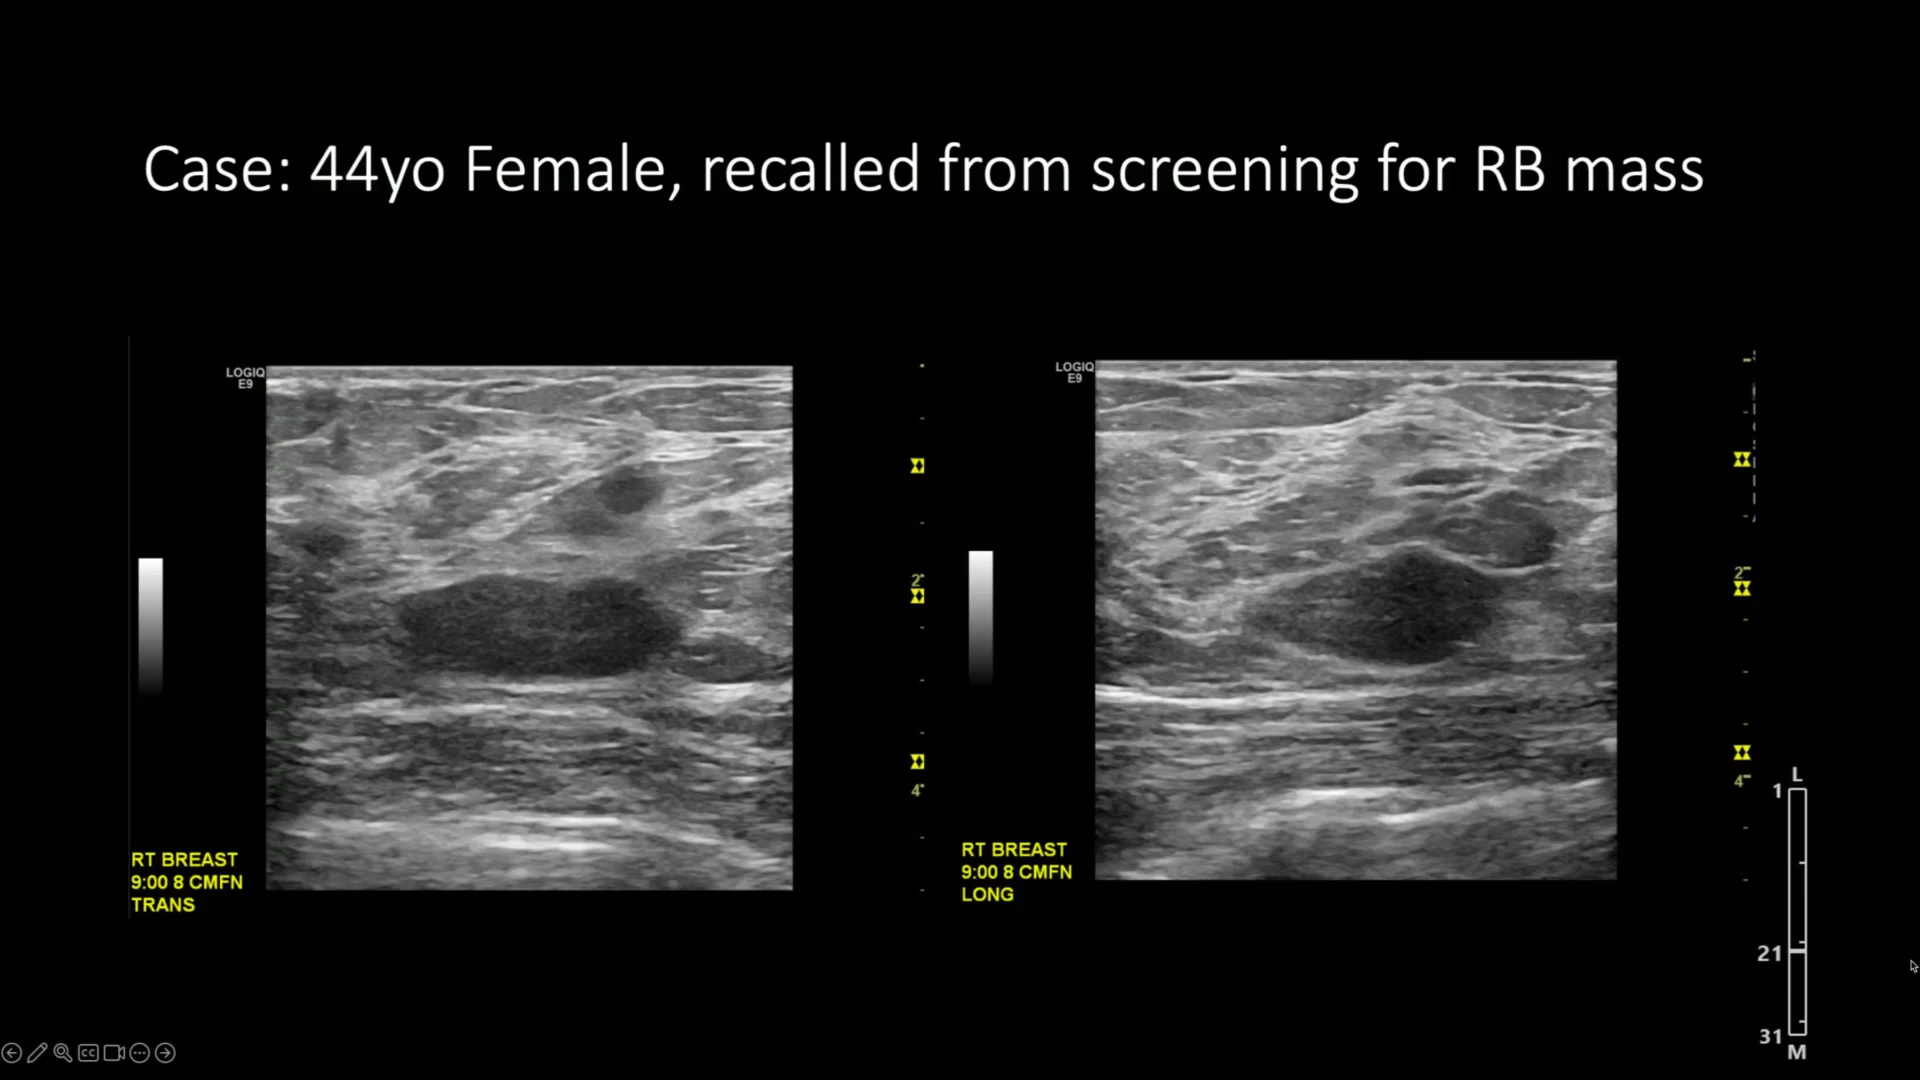 Case: 44yo Female, recalled from screening for RB mass
LOGIQ
E9
2
4
RT BREAST
9:00 8 CMFN
TRANS
LOGIQ
E9
2
4
RT BREAST
9:00 8 CMFN
LONG
L
1
21
31
M
CC